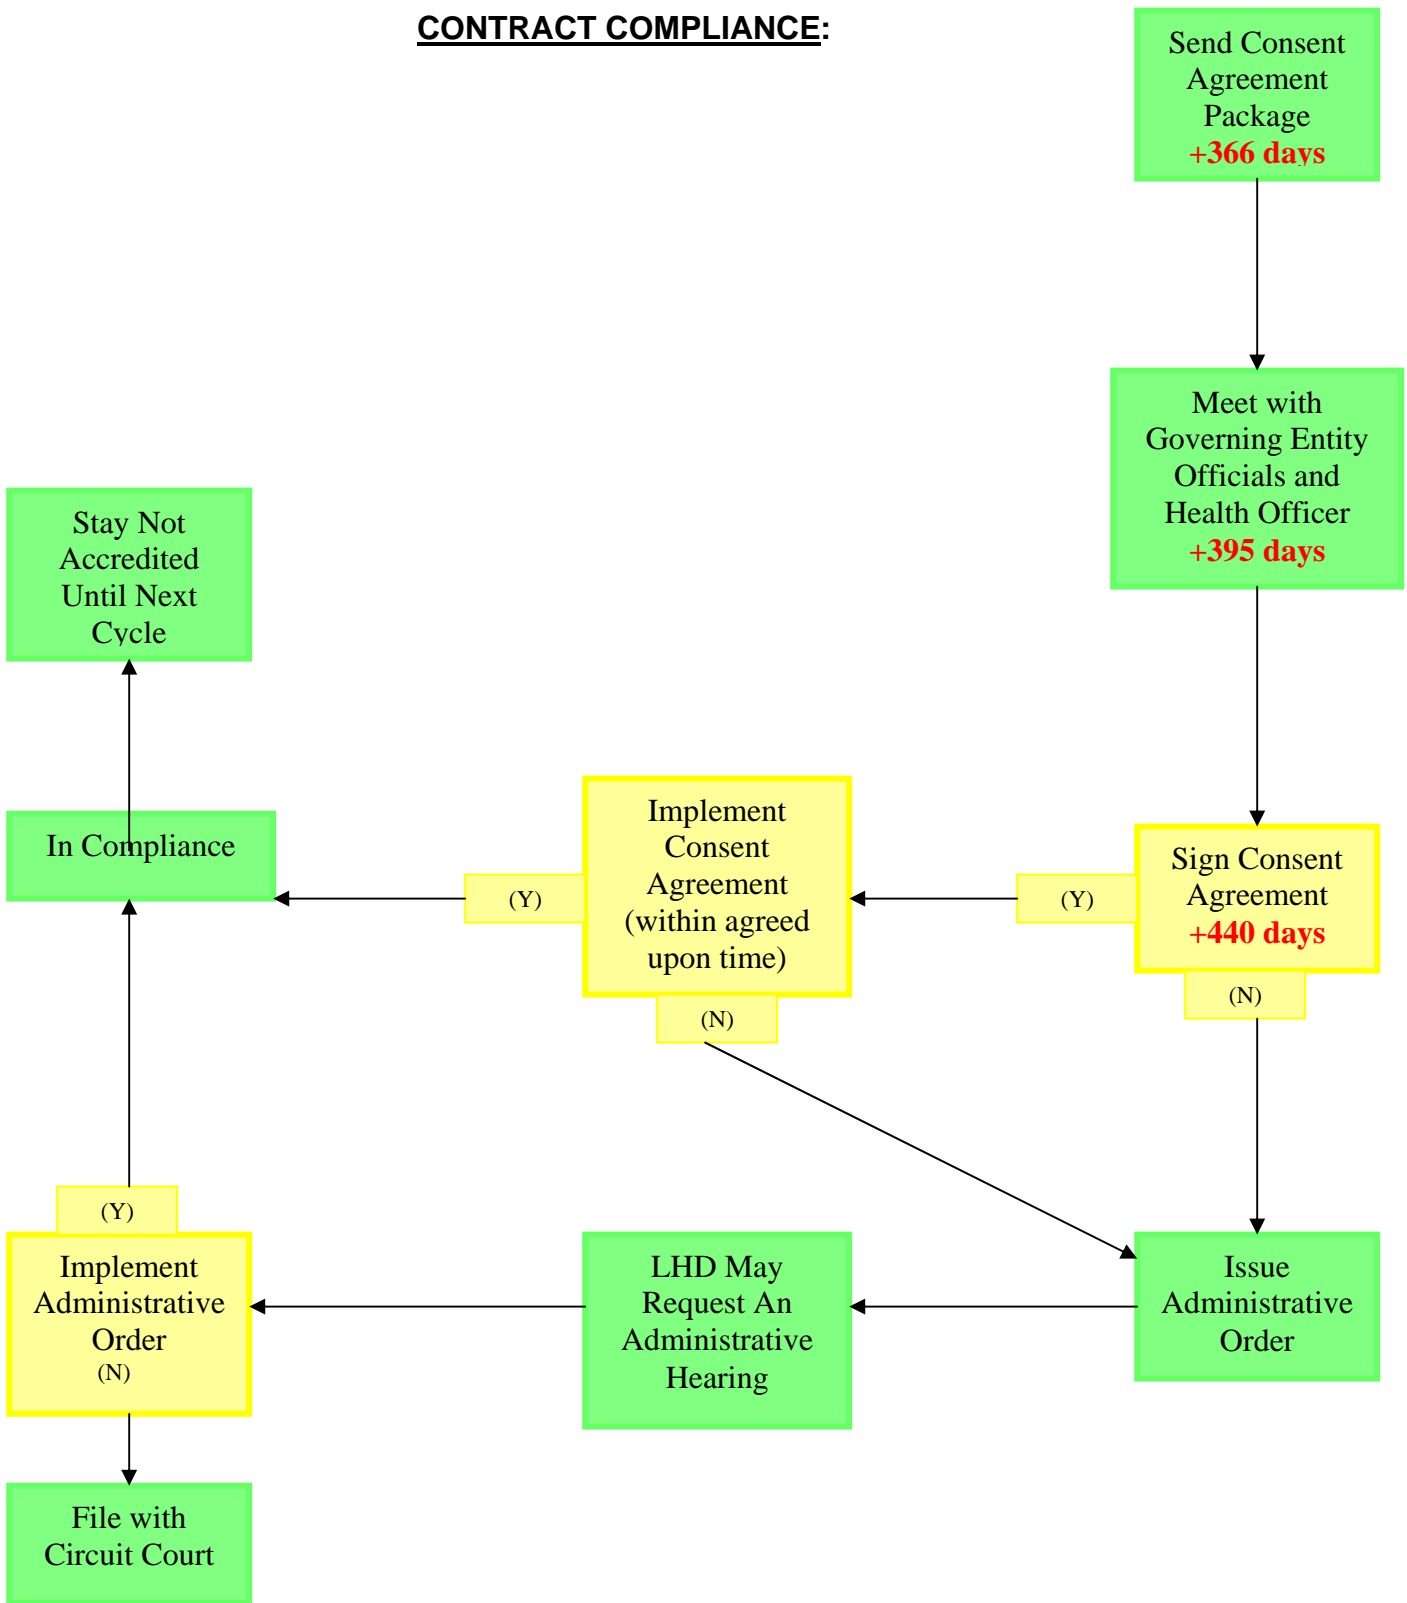 CONTRACT COMPLIANCE:
Send Consent
Agreement
Package
+366 days
Meet with
Governing Entity
Officials and
Health Officer
+395 days
Stay Not
Accredited
Until Next
Cycle
In Compliance
(Y)
Implement
Consent
Agreement
(within agreed
upon time)
(N)
(Y)
Sign Consent
Agreement
+440 days
(N)
(Y)
Implement
Administrative
Order
(N)
LHD May
Request An
Administrative
Hearing
Issue
Administrative
Order
File with
Circuit Court